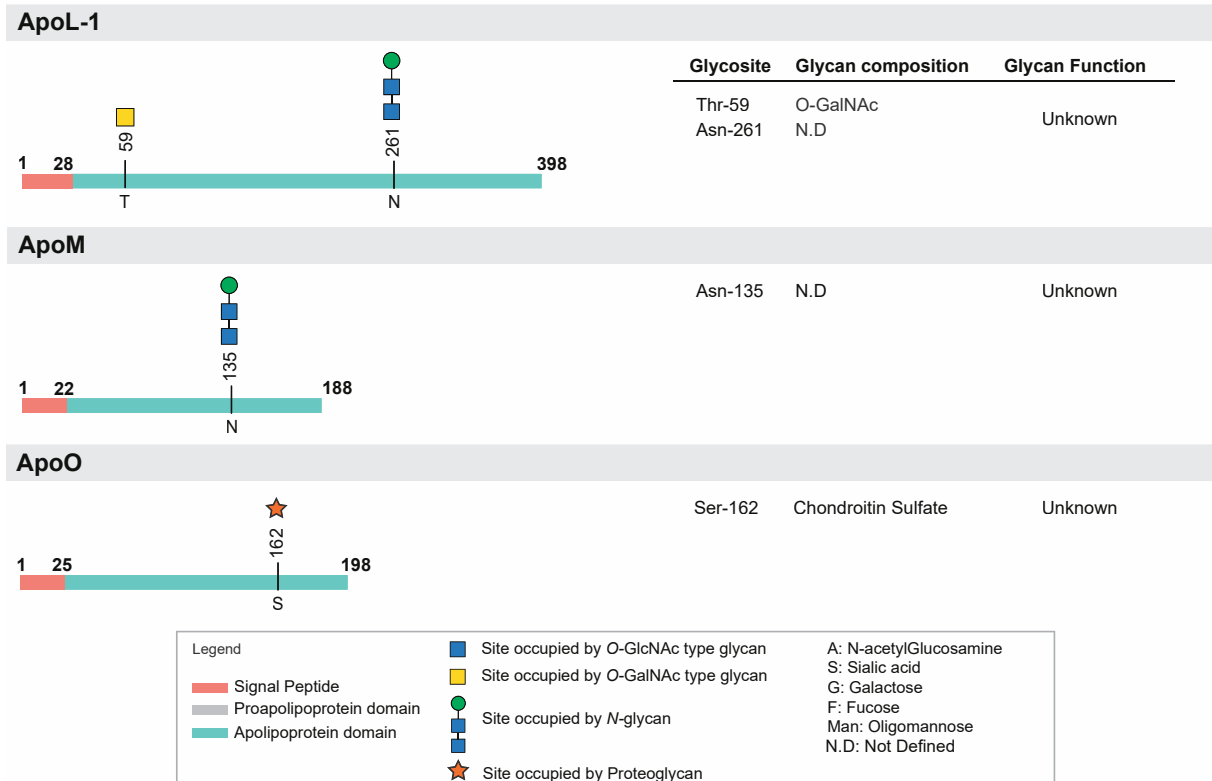 ApoL-1
Glycosite Glycan composition Glycan Function
Thr-59 O-GalNAc
Asn-261 N.D
Unknown
59
261
1 28 398
T N
ApoM
Asn-135 N.D Unknown
135
1 22 188
N
ApoO
Ser-162 Chondroitin Sulfate Unknown
162
1 25 198
S
Legend
Signal Peptide
Proapolipoprotein domain
Apolipoprotein domain
Site occupied by O-GlcNAc type glycan
Site occupied by O-GalNAc type glycan
Site occupied by N-glycan
Site occupied by Proteoglycan
A: N-acetylGlucosamine
S: Sialic acid
G: Galactose
F: Fucose
Man: Oligomannose
N.D: Not Defined